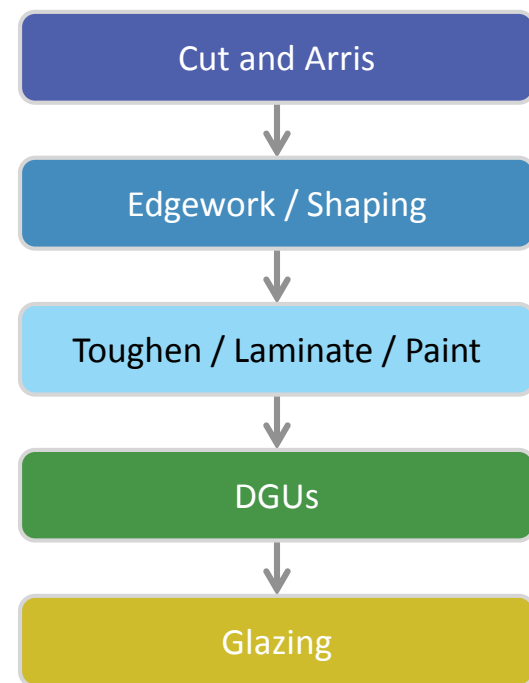 Cut and Arris
Edgework / Shaping
Toughen / Laminate / Paint
DGUs
Glazing